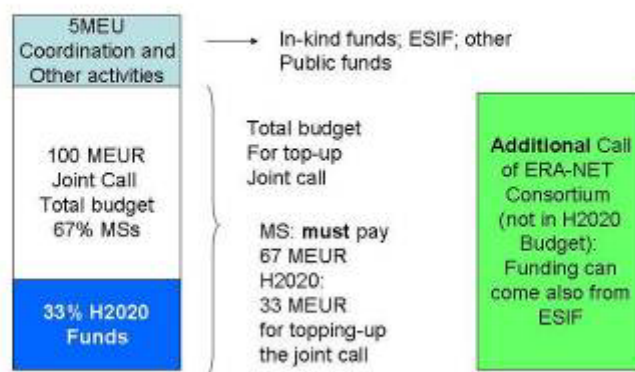 5MEU
Coordination and
Other activities
In-kind funds; ESIF; other
Public funds
100 MEUR
Joint Call
Total budget
67% MSs
33% H2020
Funds
Total budget
For top-up
Joint call
MS: must pay
67 MEUR
H2020:
33 MEUR
for topping-up
the joint call
Additional Call
of ERA-NET
Consortium
(not in H2020
Budget):
Funding can
come also from
ESIF